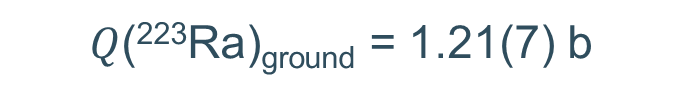 Q(²²³Ra)ground = 1.21(7) b